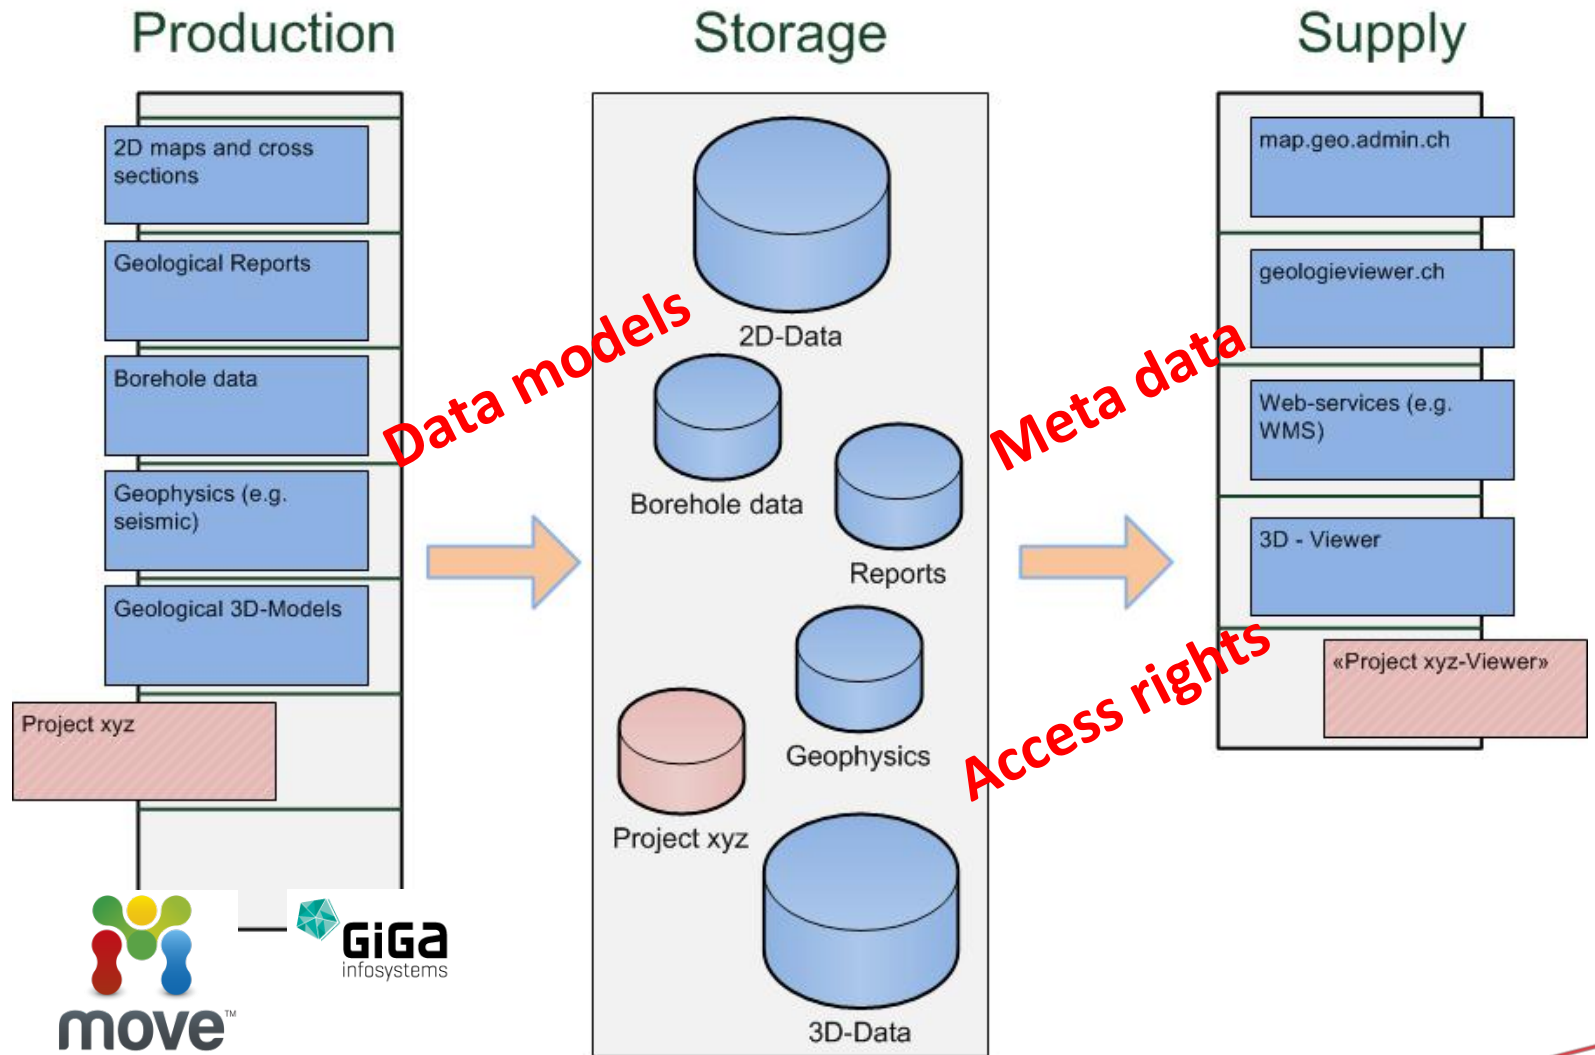 Production
Storage
Supply
2D maps and cross
sections
Geological Reports
Borehole data
Geophysics (e.g.
seismic)
Geological 3D-Models
Project xyz
move™
GiGa
infosystems
Data models
2D-Data
Borehole data
Reports
Geophysics
Project xyz
3D-Data
Meta data
Access rights
map.geo.admin.ch
geologieviewer.ch
Web-services (e.g.
WMS)
3D - Viewer
«Project xyz-Viewer»